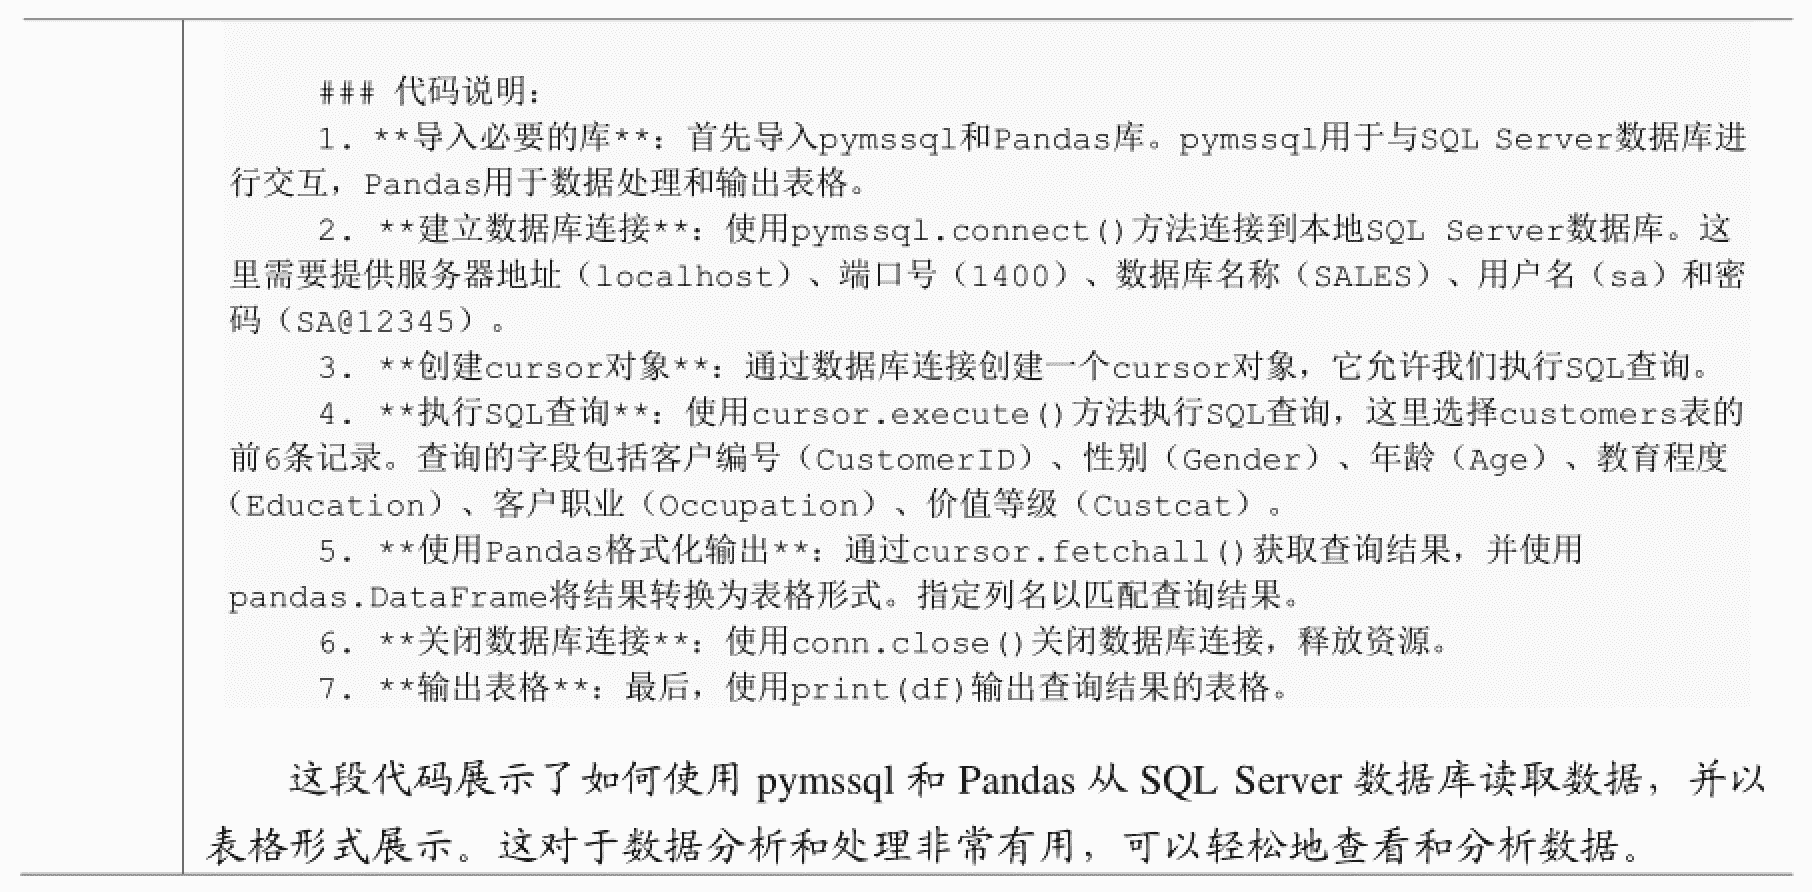 ### 代码说明：
1. **导入必要的库**：首先导入pymssql和Pandas库。pymssql用于与SQL Server数据库进
行交互，Pandas用于数据处理和输出表格。
2. **建立数据库连接**：使用pymssql.connect()方法连接到本地SQL Server数据库。这
里需要提供服务器地址（localhost）、端口号（1400）、数据库名称（SALES）、用户名（sa）和密
码（SA@12345）。
3. **创建cursor对象**：通过数据库连接创建一个cursor对象，它允许我们执行SQL查询。
4. **执行SQL查询**：使用cursor.execute()方法执行SQL查询，这里选择customers表的
前6条记录。查询的字段包括客户编号（CustomerID）、性别（Gender）、年龄（Age）、教育程度
（Education）、客户职业（Occupation）、价值等级（Custcat）。
5. **使用Pandas格式化输出**：通过cursor.fetchall()获取查询结果，并使用
pandas.DataFrame将结果转换为表格形式。指定列名以匹配查询结果。
6. **关闭数据库连接**：使用conn.close()关闭数据库连接，释放资源。
7. **输出表格**：最后，使用print(df)输出查询结果的表格。
这段代码展示了如何使用 pymssql 和 Pandas 从 SQL Server 数据库读取数据，并以
表格形式展示。这对于数据分析和处理非常有用，可以轻松地查看和分析数据。